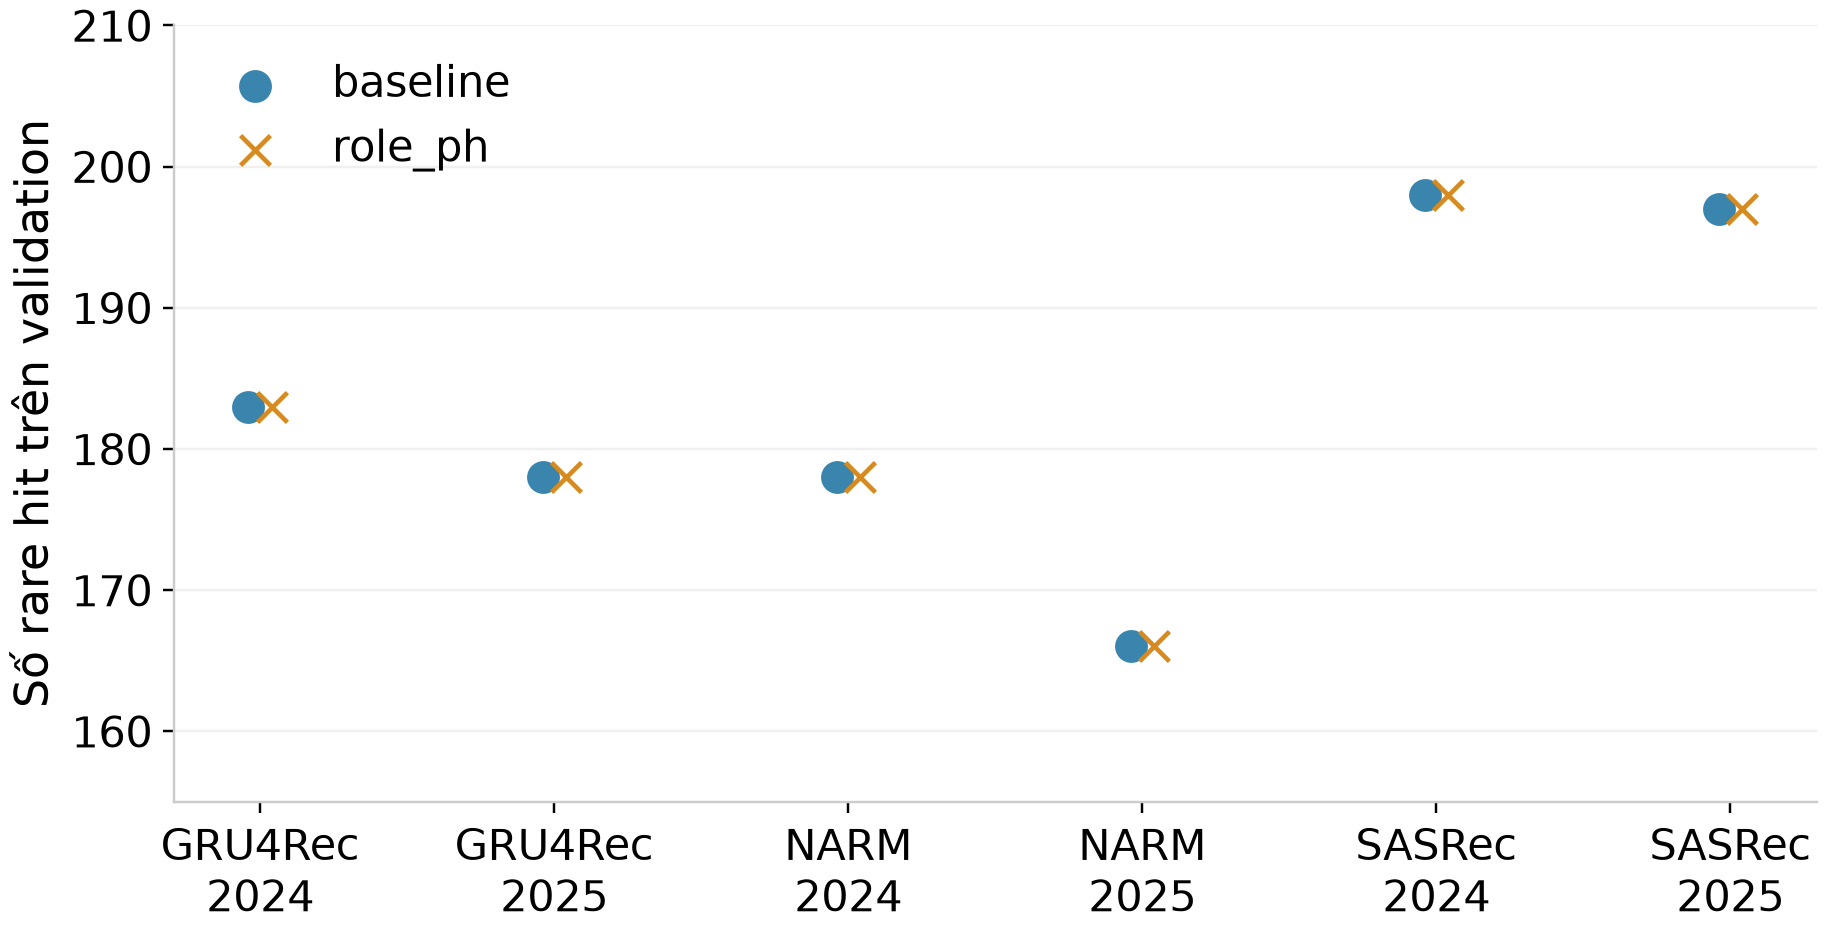 Số rare hit trên validation
210
200
190
180
170
160
baseline
role_ph
GRU4Rec
2024
GRU4Rec
2025
NARM
2024
NARM
2025
SASRec
2024
SASRec
2025